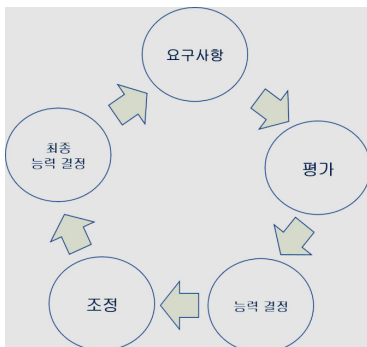 요구사항
평가
능력 결정
조정
최종
능력 결정